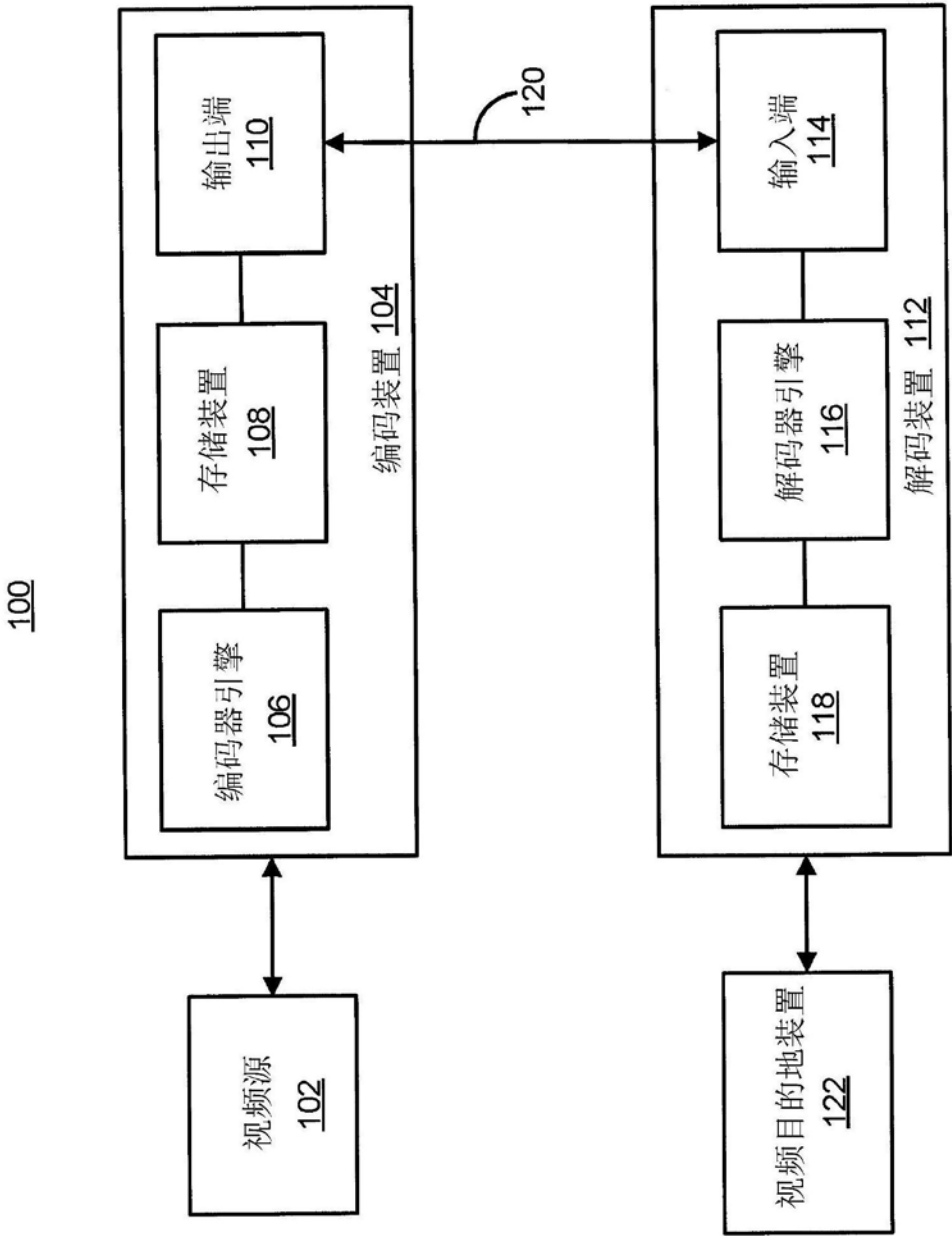 100
视频源
102
编码器引擎
106
存储装置
108
输出端
110
编码装置 104
120
视频目的地装置
122
存储装置
118
解码器引擎
116
输入端
114
解码装置 112